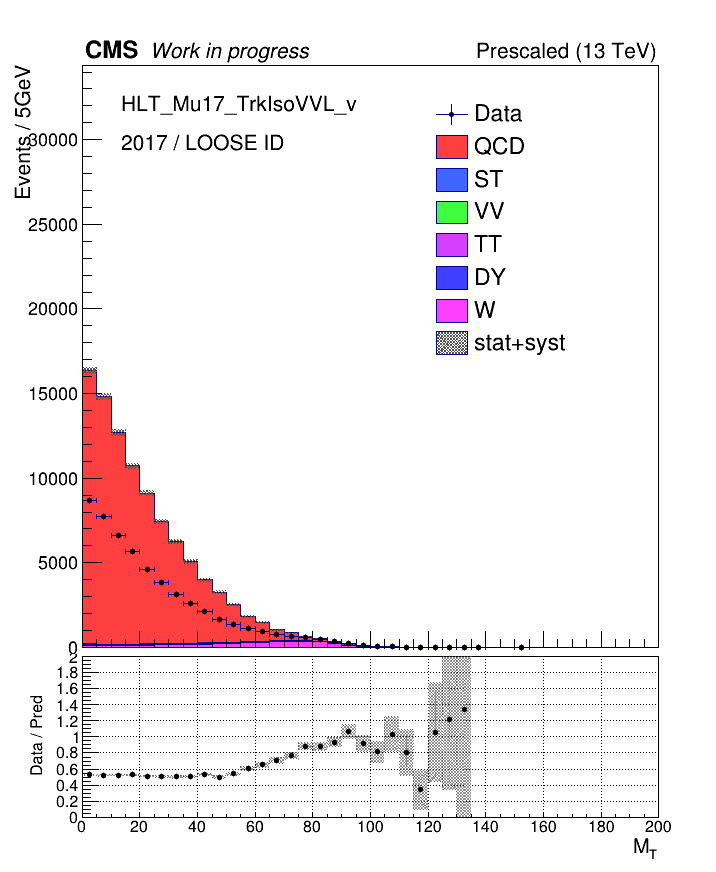 CMS Work in progress Prescaled (13 TeV)
Events / 5GeV
HLT_Mu17_TrkIsoVVL_v
2017 / LOOSE ID
Data
QCD
ST
VV
TT
DY
W
stat+syst
30000
25000
20000
15000
10000
5000
0
Data / Pred
2
1.8
1.6
1.4
1.2
1
0.8
0.6
0.4
0.2
0
0 20 40 60 80 100 120 140 160 180 200
M_T